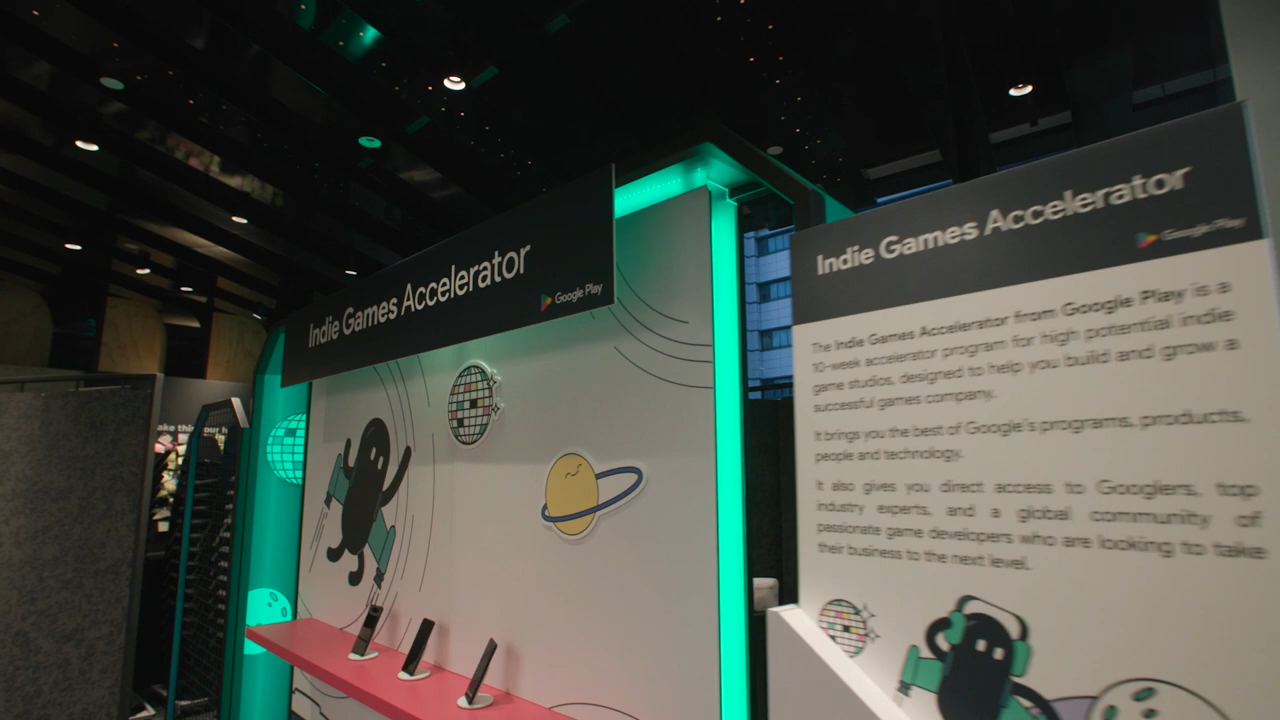 Indie Games Accelerator
Google Play
Indie Games Accelerator
Google Play
The Indie Games Accelerator from Google Play is a
10-week accelerator program for high potential indie
game studios, designed to help you build and grow a
successful games company.
It brings you the best of Google's programs, products,
people and technology.
It also gives you direct access to Googlers, top
industry experts, and a global community of
passionate game developers who are looking to take
their business to the next level.